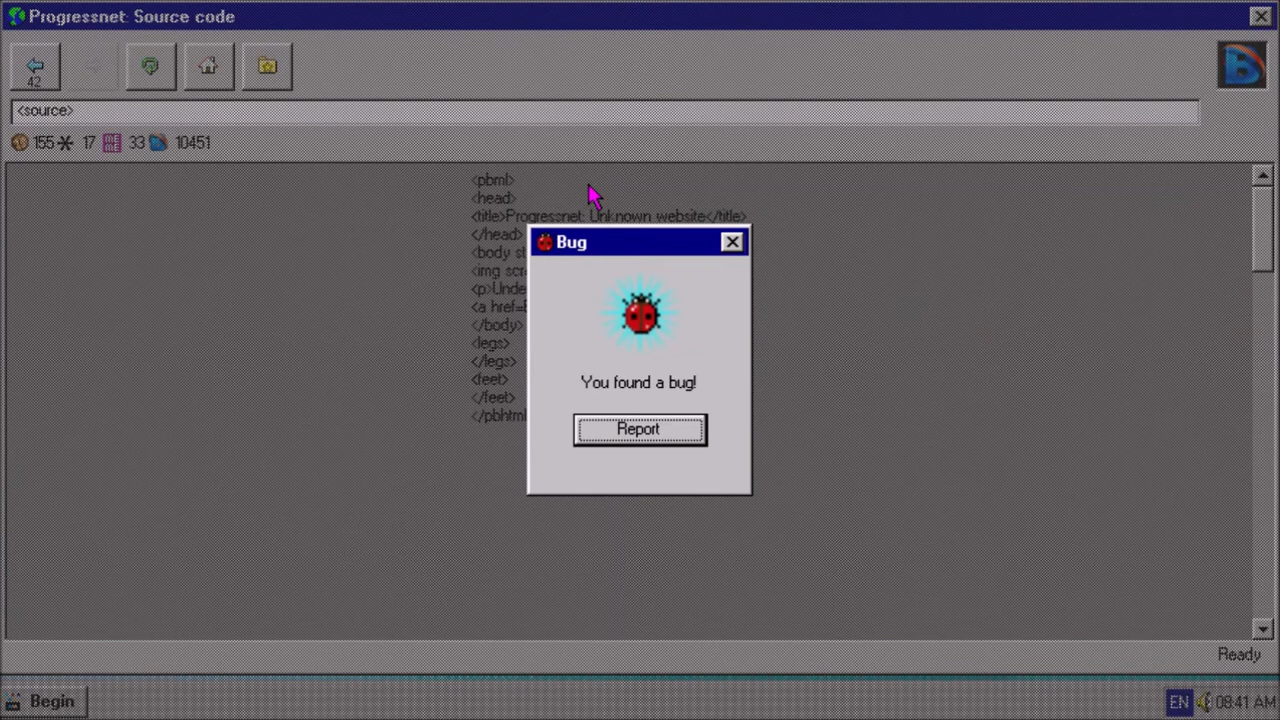 Progressnet: Source code
42
<source>
155 17 33 10451
<pbml>
<head>
<title>Progressnet: Unknown website</title>
</head>
<body st
<img scr
<p>Unde
<a href=
</body>
<legs>
</legs>
<feet>
</feet>
</pbhtml
Bug
You found a bug!
Report
Ready
Begin
EN 08:41 AM